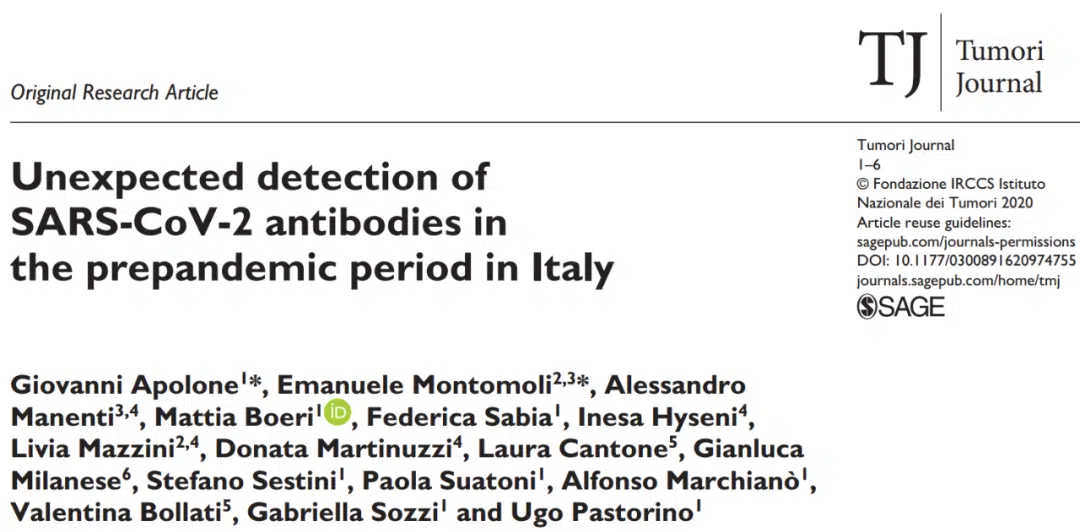 Original Research Article
TJ
Tumori
Journal
Unexpected detection of
SARS-CoV-2 antibodies in
the prepandemic period in Italy
Tumori Journal
1–6
© Fondazione IRCCS Istituto
Nazionale dei Tumori 2020
Article reuse guidelines:
sagepub.com/journals-permissions
DOI: 10.1177/0300891620974755
journals.sagepub.com/home/tmj
SAGE
Giovanni Apolone1*, Emanuele Montomoli2,3*, Alessandro
Manenti3,4, Mattia Boeri1 iD, Federica Sabia1, Inesa Hyseni4,
Livia Mazzini2,4, Donata Martinuzzi4, Laura Cantone5, Gianluca
Milanese6, Stefano Sestini1, Paola Suatoni1, Alfonso Marchianò1,
Valentina Bollati5, Gabriella Sozzi1 and Ugo Pastorino1